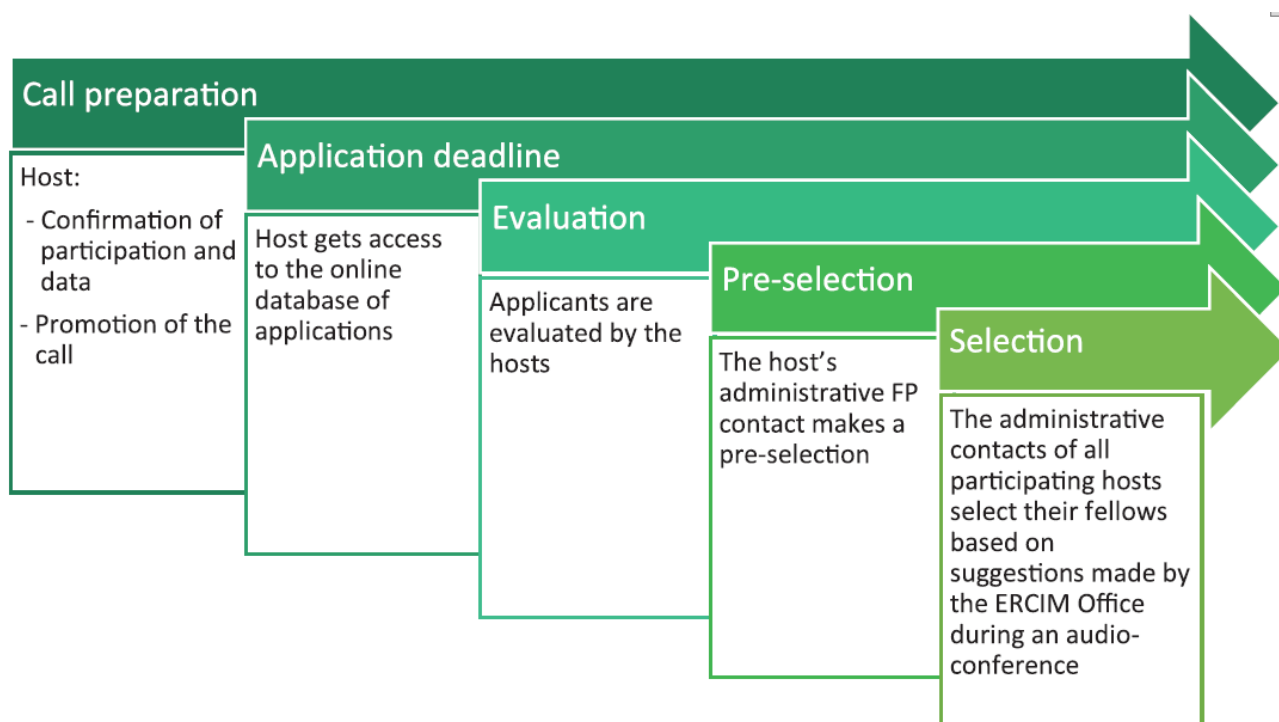 Call preparation
Host:
- Confirmation of
participation and
data
- Promotion of the
call
Application deadline
Host gets access
to the online
database of
applications
Evaluation
Applicants are
evaluated by the
hosts
Pre-selection
The host’s
administrative FP
contact makes a
pre-selection
Selection
The administrative
contacts of all
participating hosts
select their fellows
based on
suggestions made by
the ERCIM Office
during an audio-
conference